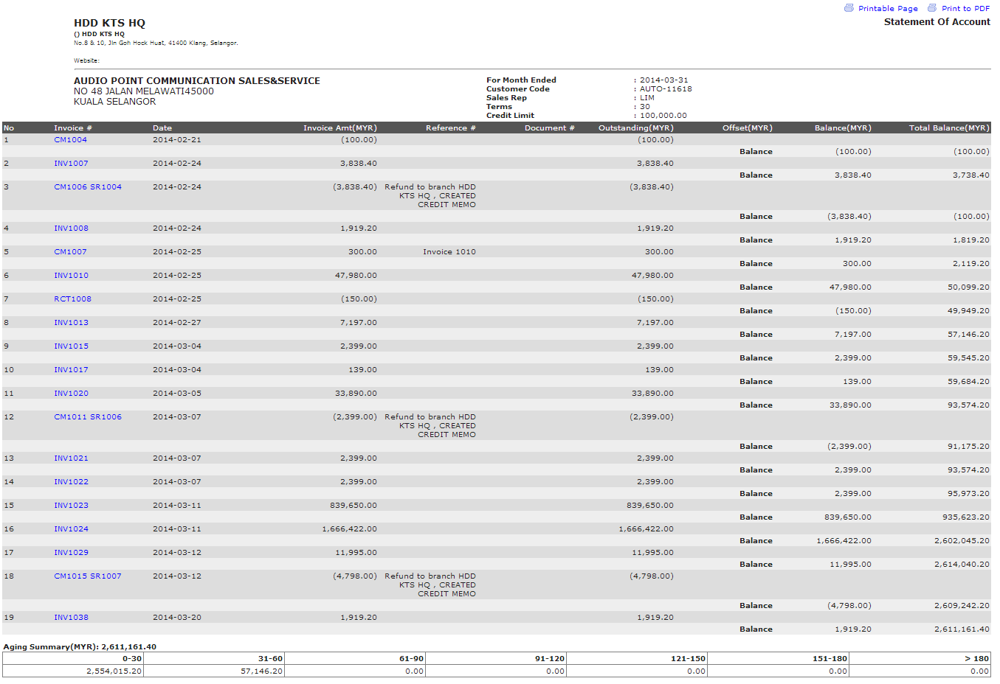 Printable Page Print to PDF
HDD KTS HQ Statement Of Account
() HDD KTS HQ
No.8 & 10, Jln Goh Hock Huat, 41400 Klang, Selangor.
Website:
AUDIO POINT COMMUNICATION SALES&SERVICE
NO 48 JALAN MELAWATI45000
KUALA SELANGOR
For Month Ended : 2014-03-31
Customer Code : AUTO-11618
Sales Rep : LIM
Terms : 30
Credit Limit : 100,000.00
No Invoice # Date Invoice Amt(MYR) Reference # Document # Outstanding(MYR) Offset(MYR) Balance(MYR) Total Balance(MYR)
1 CM1004 2014-02-21 (100.00) (100.00)
Balance (100.00) (100.00)
2 INV1007 2014-02-24 3,838.40 3,838.40
Balance 3,838.40 3,738.40
3 CM1006 SR1004 2014-02-24 (3,838.40) Refund to branch HDD (3,838.40)
KTS HQ , CREATED
CREDIT MEMO
Balance (3,838.40) (100.00)
4 INV1008 2014-02-24 1,919.20 1,919.20
Balance 1,919.20 1,819.20
5 CM1007 2014-02-25 300.00 Invoice 1010 300.00
Balance 300.00 2,119.20
6 INV1010 2014-02-25 47,980.00 47,980.00
Balance 47,980.00 50,099.20
7 RCT1008 2014-02-25 (150.00) (150.00)
Balance (150.00) 49,949.20
8 INV1013 2014-02-27 7,197.00 7,197.00
Balance 7,197.00 57,146.20
9 INV1015 2014-03-04 2,399.00 2,399.00
Balance 2,399.00 59,545.20
10 INV1017 2014-03-04 139.00 139.00
Balance 139.00 59,684.20
11 INV1020 2014-03-05 33,890.00 33,890.00
Balance 33,890.00 93,574.20
12 CM1011 SR1006 2014-03-07 (2,399.00) Refund to branch HDD (2,399.00)
KTS HQ , CREATED
CREDIT MEMO
Balance (2,399.00) 91,175.20
13 INV1021 2014-03-07 2,399.00 2,399.00
Balance 2,399.00 93,574.20
14 INV1022 2014-03-07 2,399.00 2,399.00
Balance 2,399.00 95,973.20
15 INV1023 2014-03-11 839,650.00 839,650.00
Balance 839,650.00 935,623.20
16 INV1024 2014-03-11 1,666,422.00 1,666,422.00
Balance 1,666,422.00 2,602,045.20
17 INV1029 2014-03-12 11,995.00 11,995.00
Balance 11,995.00 2,614,040.20
18 CM1015 SR1007 2014-03-12 (4,798.00) Refund to branch HDD (4,798.00)
KTS HQ , CREATED
CREDIT MEMO
Balance (4,798.00) 2,609,242.20
19 INV1038 2014-03-20 1,919.20 1,919.20
Balance 1,919.20 2,611,161.40
Aging Summary(MYR): 2,611,161.40
0-30 31-60 61-90 91-120 121-150 151-180 > 180
2,554,015.20 57,146.20 0.00 0.00 0.00 0.00 0.00